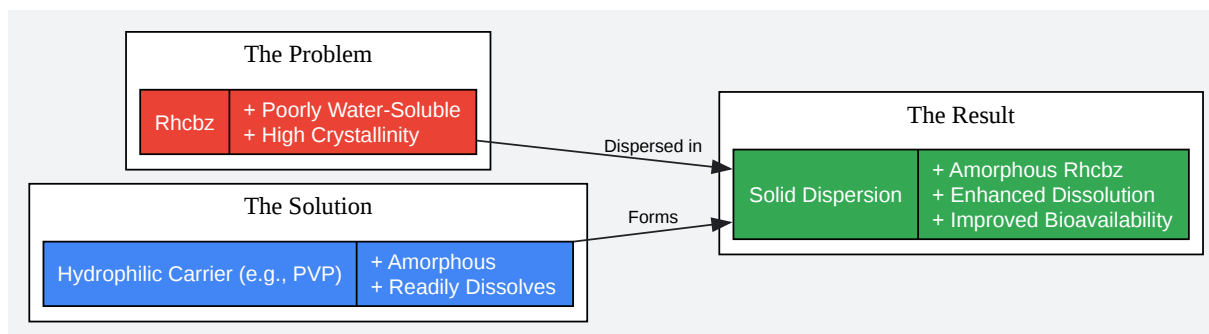 The Problem
Rhcbz
+ Poorly Water-Soluble
+ High Crystallinity
Dispersed in
The Solution
Hydrophilic Carrier (e.g., PVP)
+ Amorphous
+ Readily Dissolves
Forms
The Result
Solid Dispersion
+ Amorphous Rhcbz
+ Enhanced Dissolution
+ Improved Bioavailability